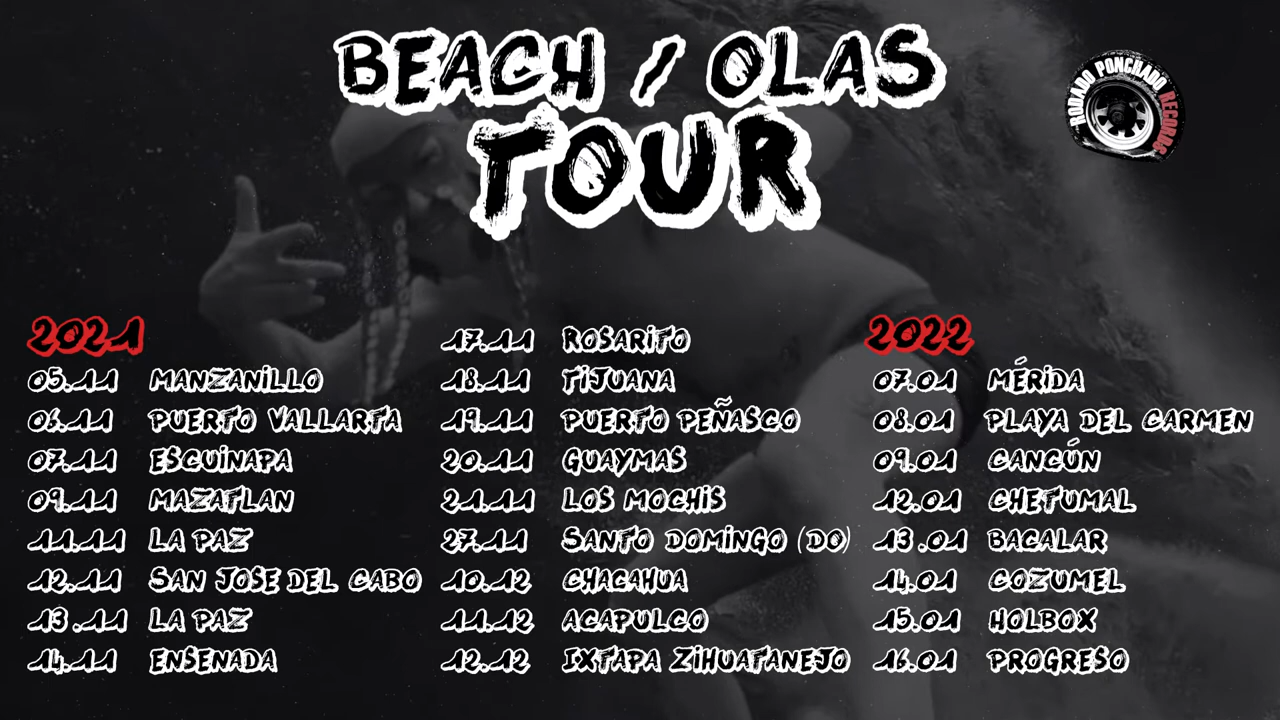 BEACH / OLAS
TOUR
RODADO PONCHADO RECORDS
2021
05.11 MANZANiLLO
06.11 PUERTO VALLARTA
07.11 ESCUiNAPA
09.11 MAZATLAN
11.11 LA PAZ
12.11 SAN JOSE DEL CABO
13.11 LA PAZ
14.11 ENSENADA
17.11 ROSARiTO
18.11 TiJUANA
19.11 PUERTO PEÑASCO
20.11 GUAYMAS
21.11 LOS MOCHiS
27.11 SANTO DOMiNGO (DO)
10.12 CHACAHUA
11.12 ACAPULCO
12.12 IXTAPA ZiHUATANEJO
2022
07.01 MÉRiDA
08.01 PLAYA DEL CARMEN
09.01 CANCÚN
12.01 CHETUMAL
13.01 BACALAR
14.01 COZUMEL
15.01 HOLBOX
16.01 PROGRESO